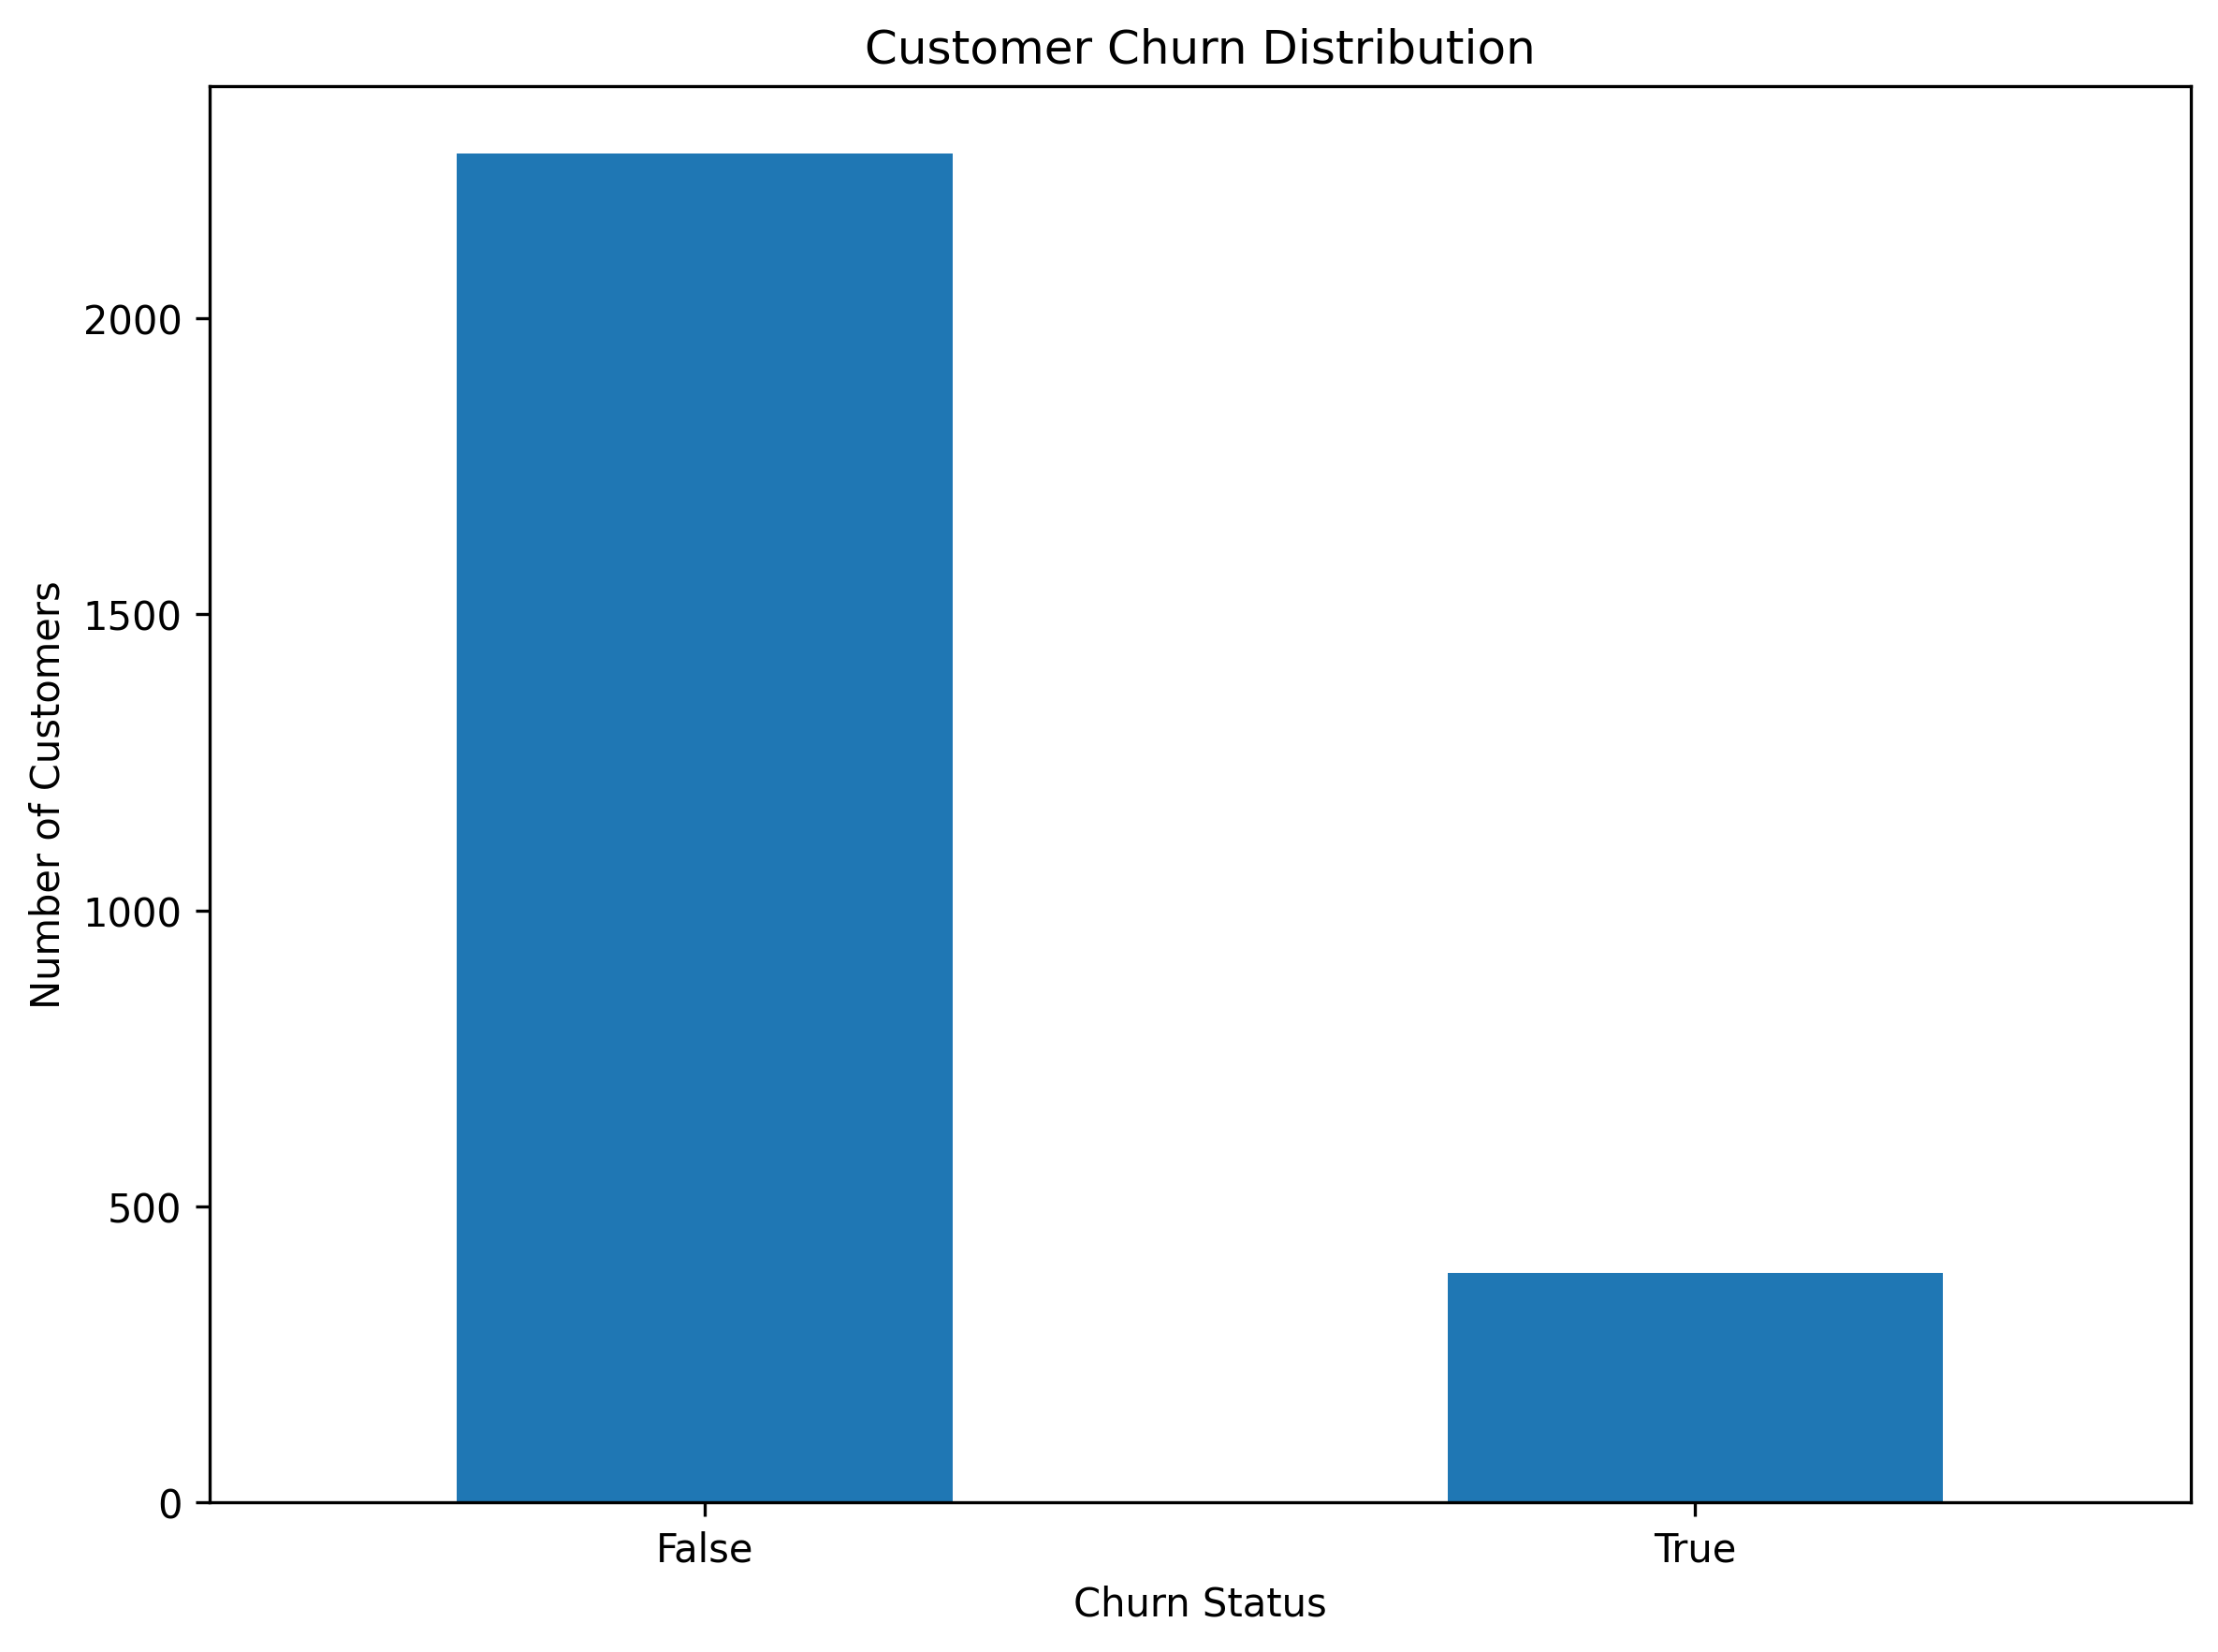 Customer Churn Distribution
Number of Customers
2000
1500
1000
500
0
False
True
Churn Status